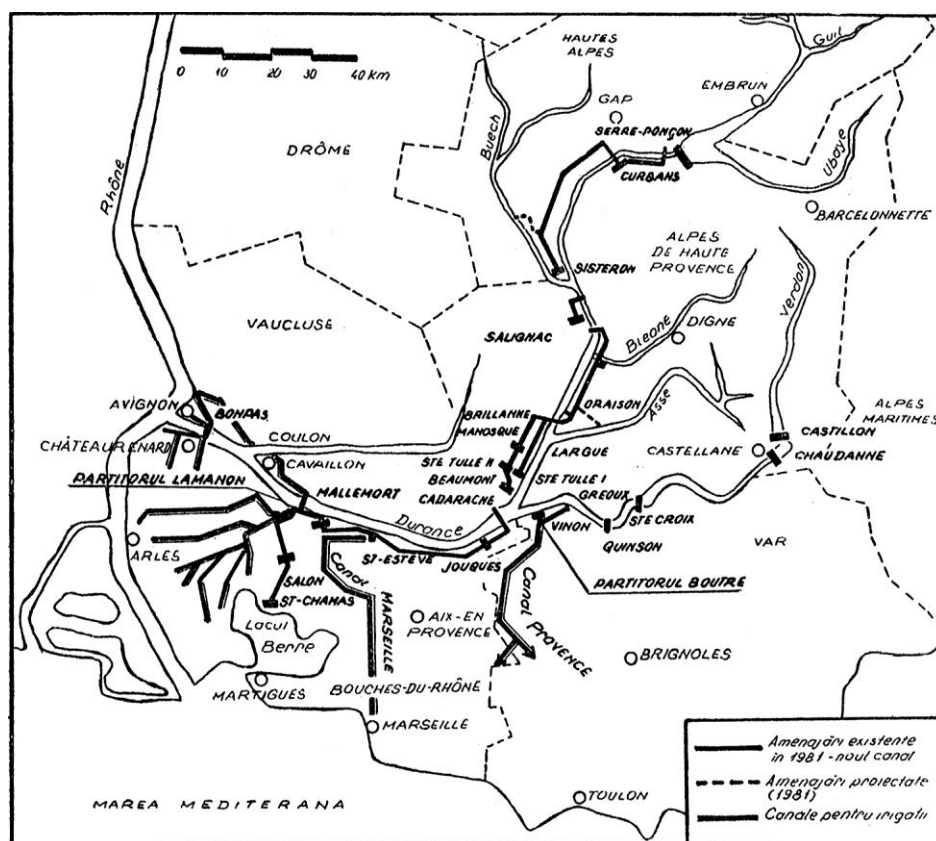 HAUTES
ALPES
Guil
0 10 20 30 40 km
GAP
EMBRUN
Buech
SERRE-PONÇON
DRÔME
Rhône
CURBANS
Ubaye
BARCELONNETTE
ALPES
DE HAUTE
PROVENCE
SISTERON
Verdon
VAUCLUSE
SALIGNAC
Bleone
DIGNE
ORAISON
Asse
ALPES
MARITIMES
AVIGNON
BONPAS
BRILLANNE
MANOSQUE
CHÂTEAURENARD
COULON
LARGUE
CASTELLANE
CASTILLON
CHAUDANNE
CAVAILLON
STE TULLE II
BEAUMONT
STE TULLE I
PARTITORUL LAMANON
MALLEMORT
CADARACHE
GREOUX
STE CROIX
Durance
VINON
QUINSON
VAR
ARLES
ST-ESTÈVE
JOUQUES
PARTITORUL BOUTRE
SALON
Canal
MARSEILLE
ST-CHAMAS
Canal PROVENCE
Lacul
Berre
AIX-EN
PROVENCE
BRIGNOLES
MARTIGUES
BOUCHES-DU-RHÔNE
MARSEILLE
Amenajări existente
in 1981 - noul canal
Amenajări proiectate
(1981)
Canale pentru irigatii
MAREA MEDITERANA
TOULON